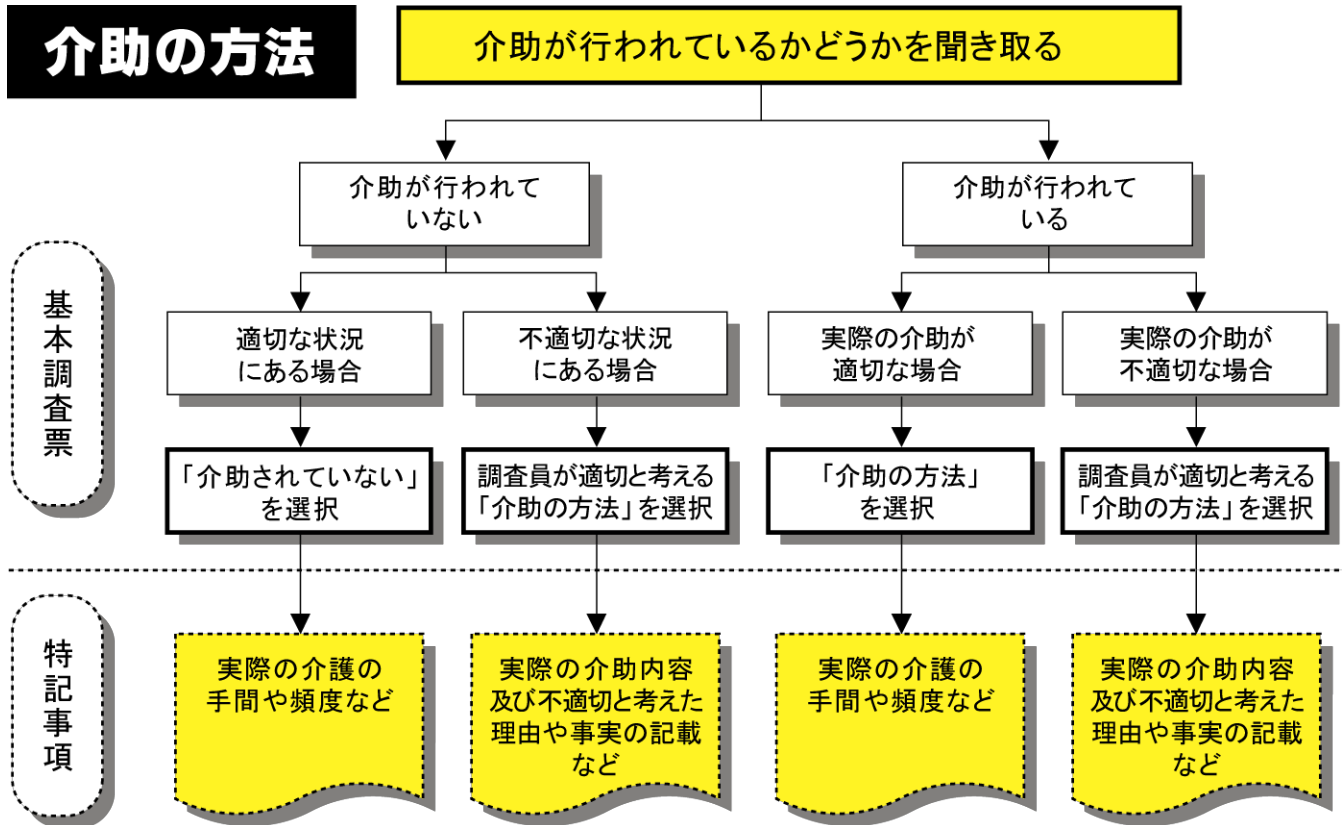 介助の方法
介助が行われているかどうかを聞き取る
介助が行われて
いない
介助が行われて
いる
基本調査票
適切な状況
にある場合
不適切な状況
にある場合
実際の介助が
適切な場合
実際の介助が
不適切な場合
「介助されていない」
を選択
調査員が適切と考える
「介助の方法」を選択
「介助の方法」
を選択
調査員が適切と考える
「介助の方法」を選択
特記事項
実際の介護の
手間や頻度など
実際の介助内容
及び不適切と考えた
理由や事実の記載
など
実際の介護の
手間や頻度など
実際の介助内容
及び不適切と考えた
理由や事実の記載
など